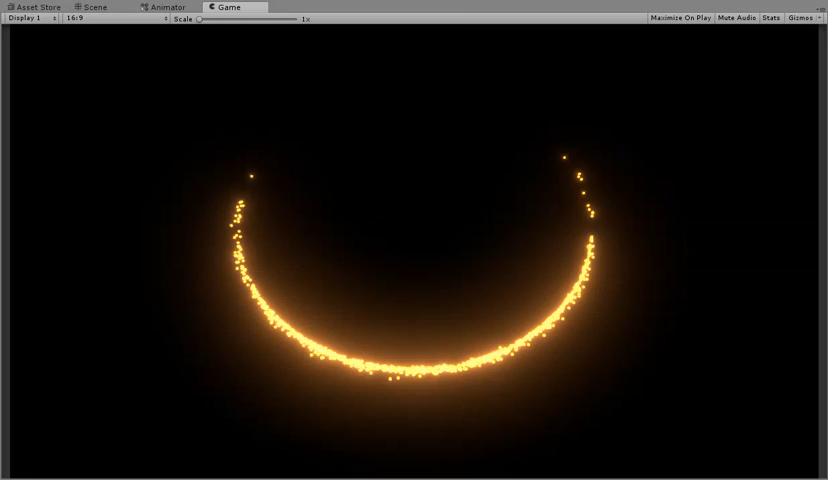 Asset Store Scene Animator Game
Display 1 16:9 Scale 1x Maximize On Play Mute Audio Stats Gizmos